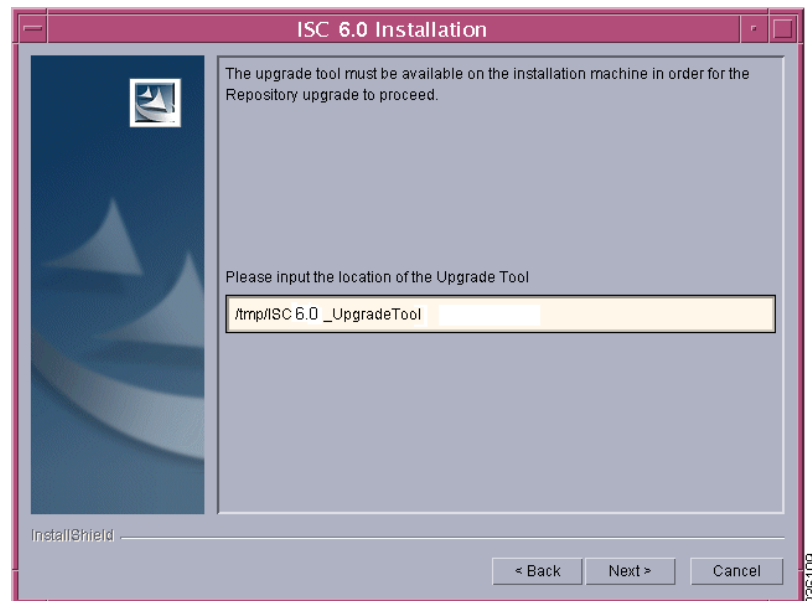 ISC 6.0 Installation
The upgrade tool must be available on the installation machine in order for the
Repository upgrade to proceed.
Please input the location of the Upgrade Tool
/tmp/ISC 6.0 _UpgradeTool
InstallShield
< Back Next > Cancel